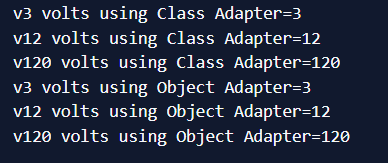 v3 volts using Class Adapter=3
v12 volts using Class Adapter=12
v120 volts using Class Adapter=120
v3 volts using Object Adapter=3
v12 volts using Object Adapter=12
v120 volts using Object Adapter=120